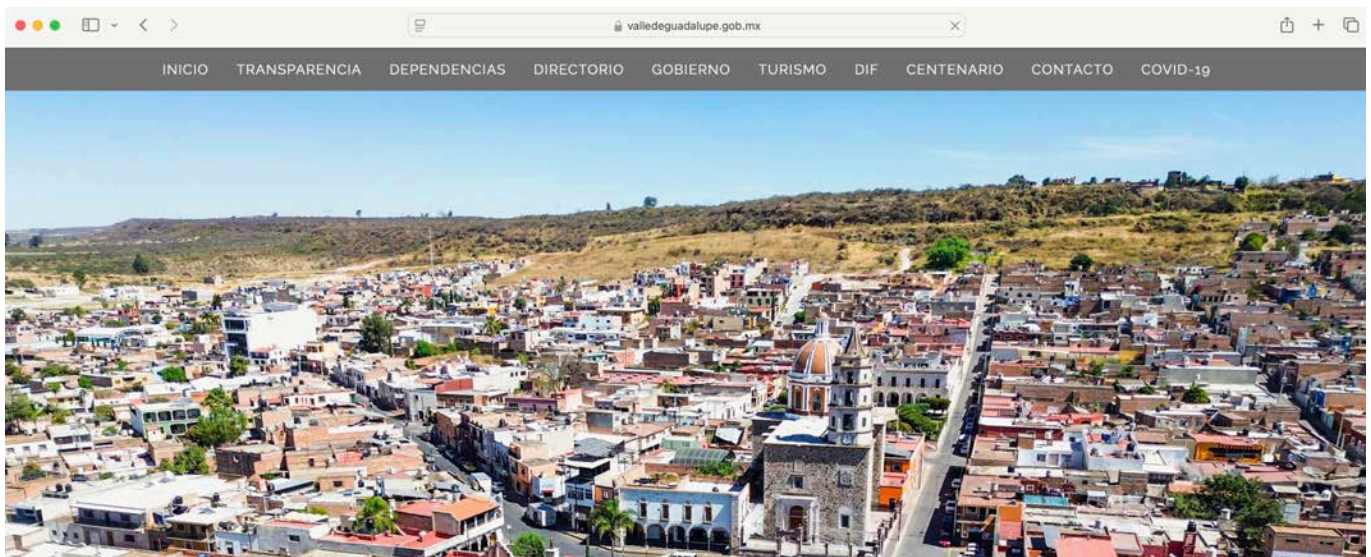 valledeguadalupe.gob.mx
INICIO TRANSPARENCIA DEPENDENCIAS DIRECTORIO GOBIERNO TURISMO DIF CENTENARIO CONTACTO COVID-19